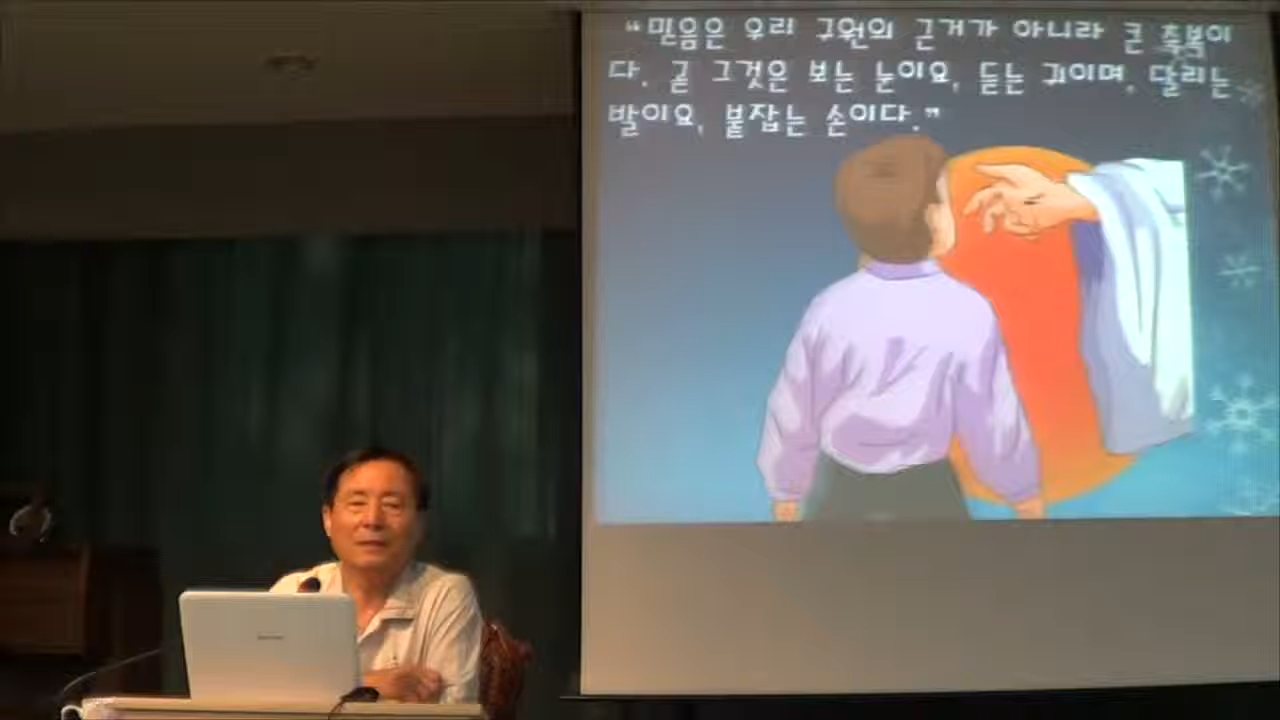 “믿음은 우리 구원의 근거가 아니라 큰 축복이
다. 곧 그것은 보는 눈이요, 듣는 귀이며, 달리는
발이요, 붙잡는 손이다.”